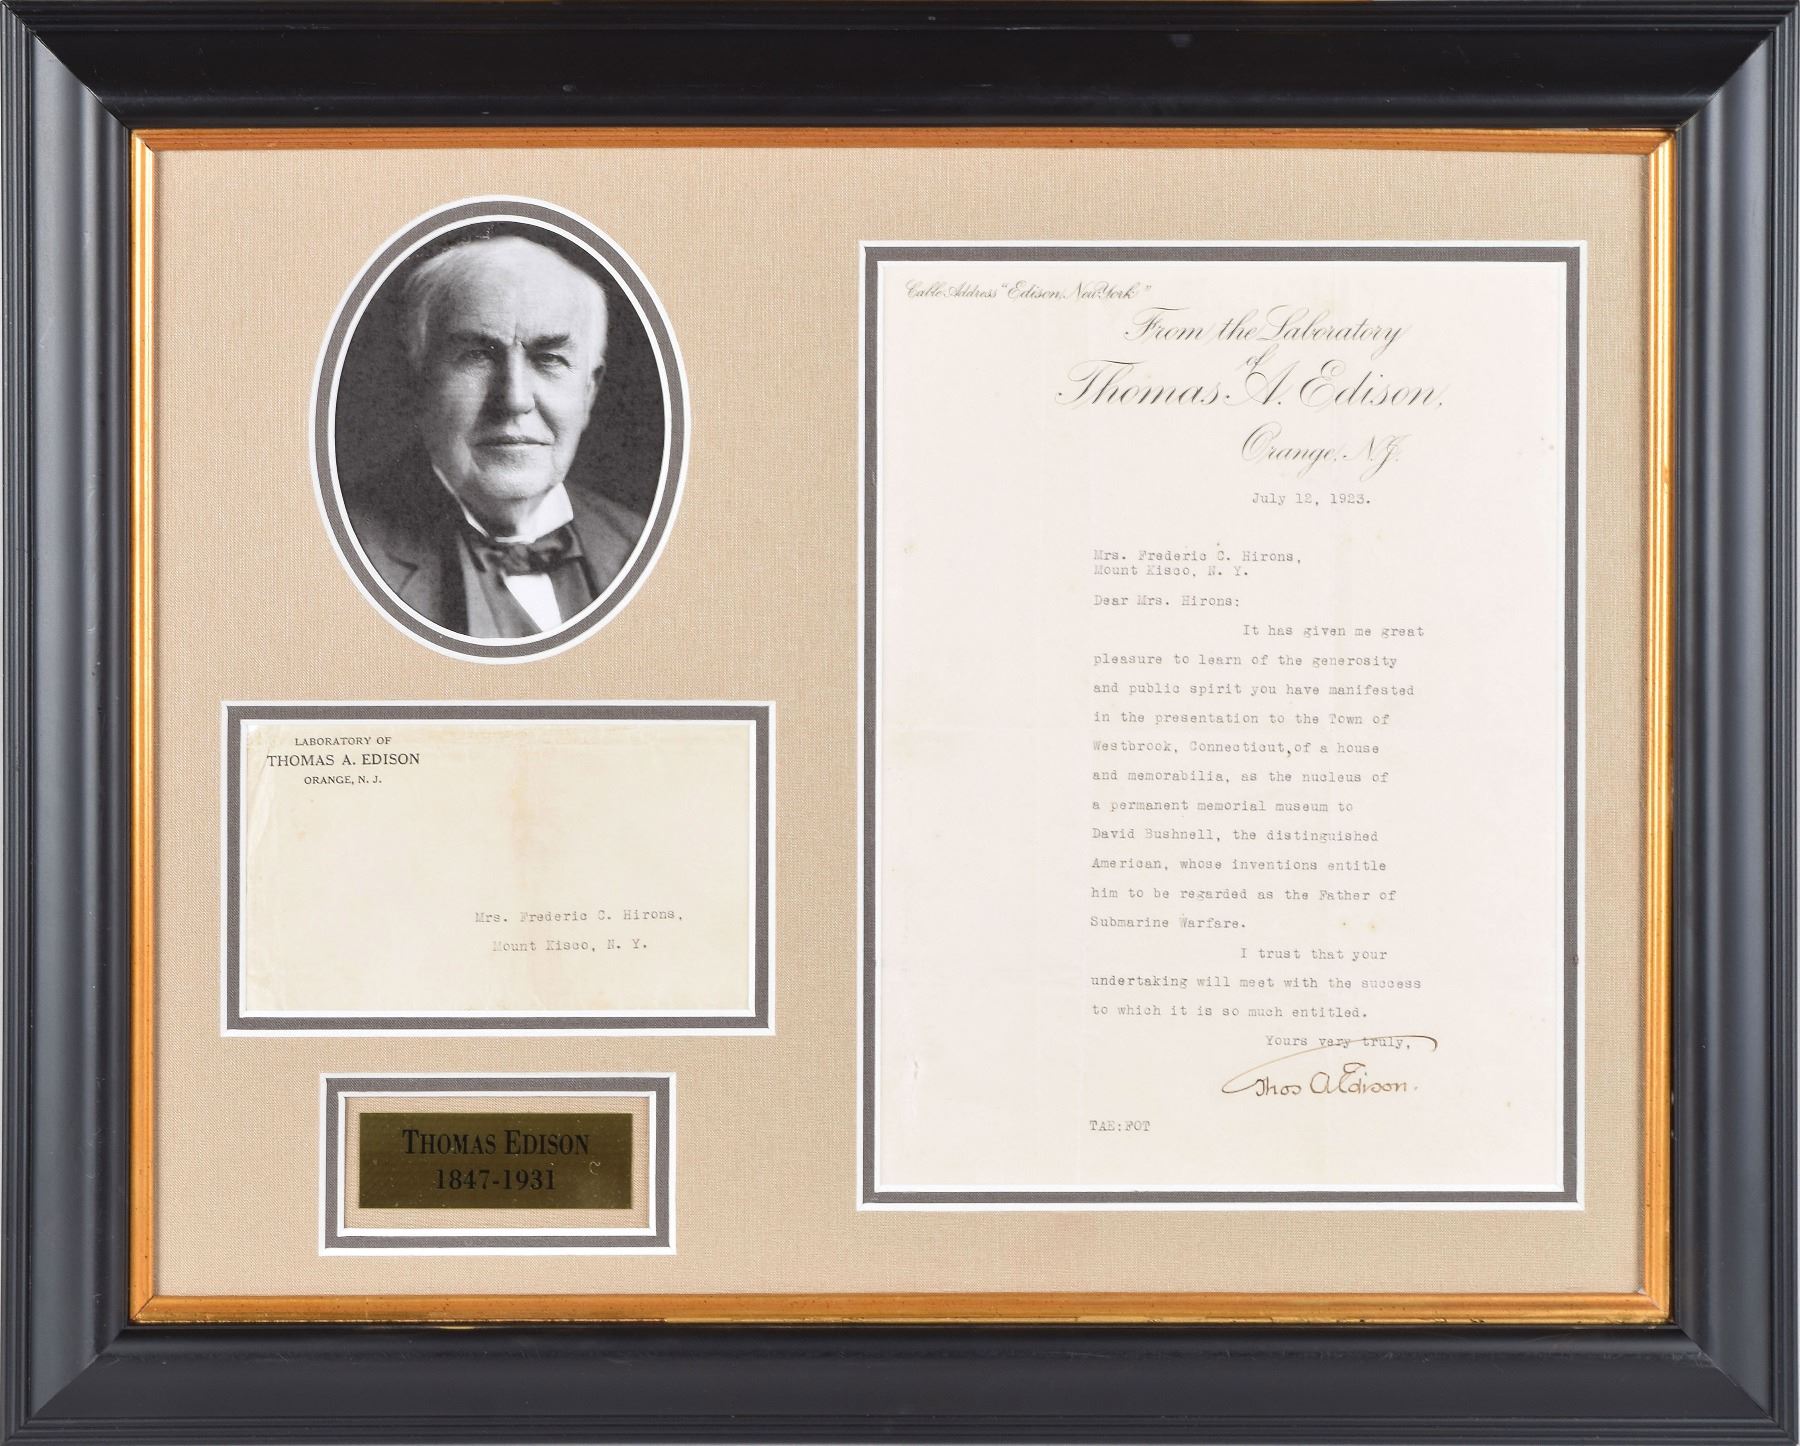 Cable Address "Edison, New York"
From the Laboratory
of
Thomas A. Edison,
Orange, N.J.
July 12, 1923.
Mrs. Frederic C. Hirons,
Mount Kisco, N. Y.
Dear Mrs. Hirons:
It has given me great
pleasure to learn of the generosity
and public spirit you have manifested
in the presentation to the Town of
Westbrook, Connecticut, of a house
and memorabilia, as the nucleus of
a permanent memorial museum to
David Bushnell, the distinguished
American, whose inventions entitle
him to be regarded as the Father of
Submarine Warfare.
I trust that your
undertaking will meet with the success
to which it is so much entitled.
Yours very truly,
Thos A Edison.
TAE:FOT
LABORATORY OF
THOMAS A. EDISON
ORANGE, N. J.
Mrs. Frederic C. Hirons,
Mount Kisco, N. Y.
THOMAS EDISON
1847-1931